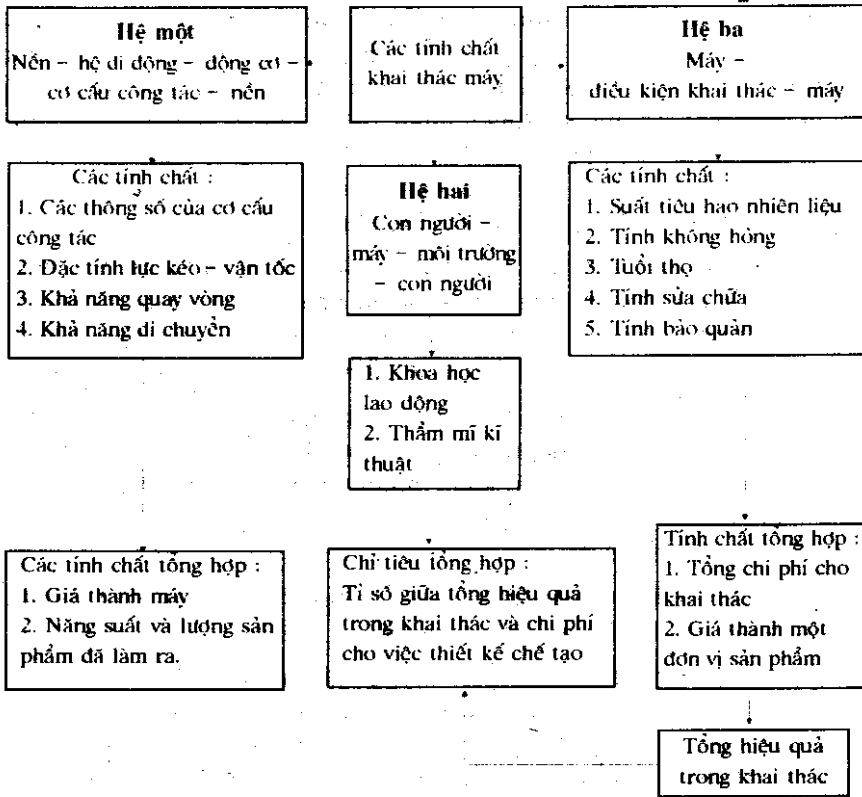 Hệ một
Nền – hệ di động – động cơ –
cơ cấu công tác – nền
Các tính chất
khai thác máy
Hệ ba
Máy –
điều kiện khai thác – máy
Các tính chất :
1. Các thông số của cơ cấu
công tác
2. Đặc tính lực kéo – vận tốc
3. Khả năng quay vòng
4. Khả năng di chuyển
Hệ hai
Con người –
máy – môi trường
– con người
Các tính chất :
1. Suất tiêu hao nhiên liệu
2. Tính không hỏng
3. Tuổi thọ
4. Tính sửa chữa
5. Tính bảo quản
1. Khoa học
lao động
2. Thẩm mĩ kĩ
thuật
Các tính chất tổng hợp :
1. Giá thành máy
2. Năng suất và lượng sản
phẩm đã làm ra.
Chỉ tiêu tổng hợp :
Tỉ số giữa tổng hiệu quả
trong khai thác và chi phí
cho việc thiết kế chế tạo
Tính chất tổng hợp :
1. Tổng chi phí cho
khai thác
2. Giá thành một
đơn vị sản phẩm
Tổng hiệu quả
trong khai thác